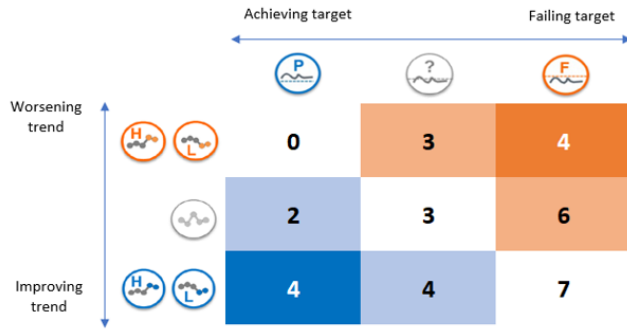 Achieving target
Failing target
P
?
F
Worsening
trend
H
L
0
3
4
2
3
6
Improving
trend
H
L
4
4
7